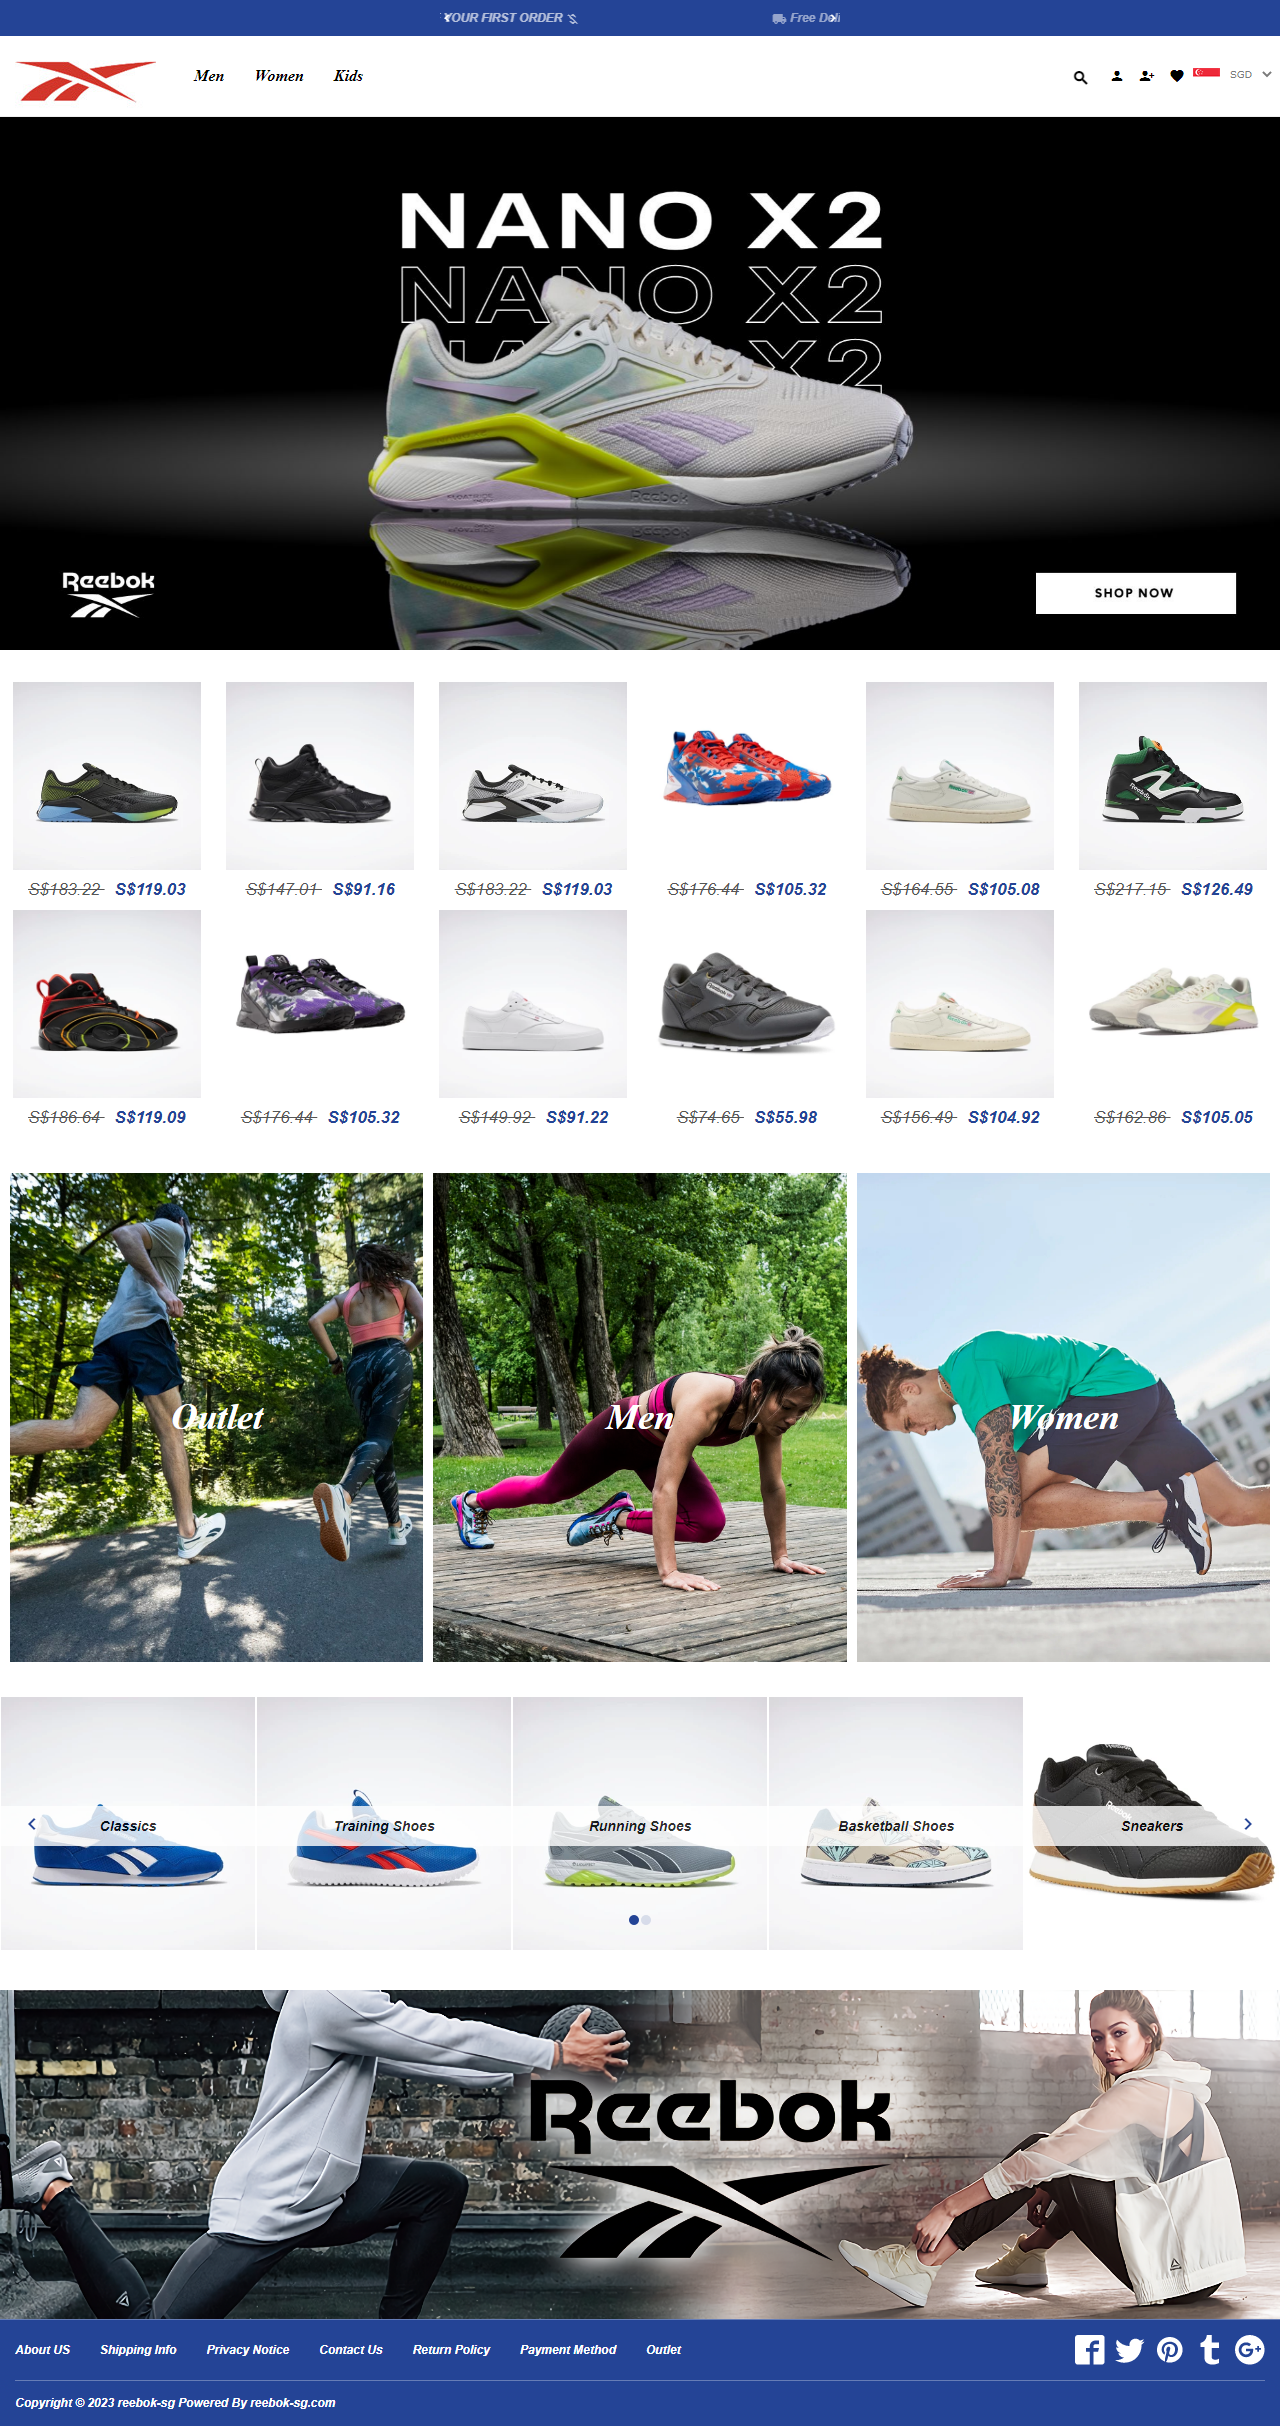 YOUR FIRST ORDER
Free Deli
Men Women Kids
SGD
NANO X2
NANO X2
NANO X2
Reebok
Reebok
SHOP NOW
S$183.22 S$119.03
S$147.01 S$91.16
S$183.22 S$119.03
S$176.44 S$105.32
S$164.55 S$105.08
S$217.15 S$126.49
S$186.64 S$119.09
S$176.44 S$105.32
S$149.92 S$91.22
S$74.65 S$55.98
S$156.49 S$104.92
S$162.86 S$105.05
Outlet
Men
Women
Classics
Training Shoes
Running Shoes
Basketball Shoes
Sneakers
Reebok
Reebok
About US Shipping Info Privacy Notice Contact Us Return Policy Payment Method Outlet
Copyright © 2023 reebok-sg Powered By reebok-sg.com